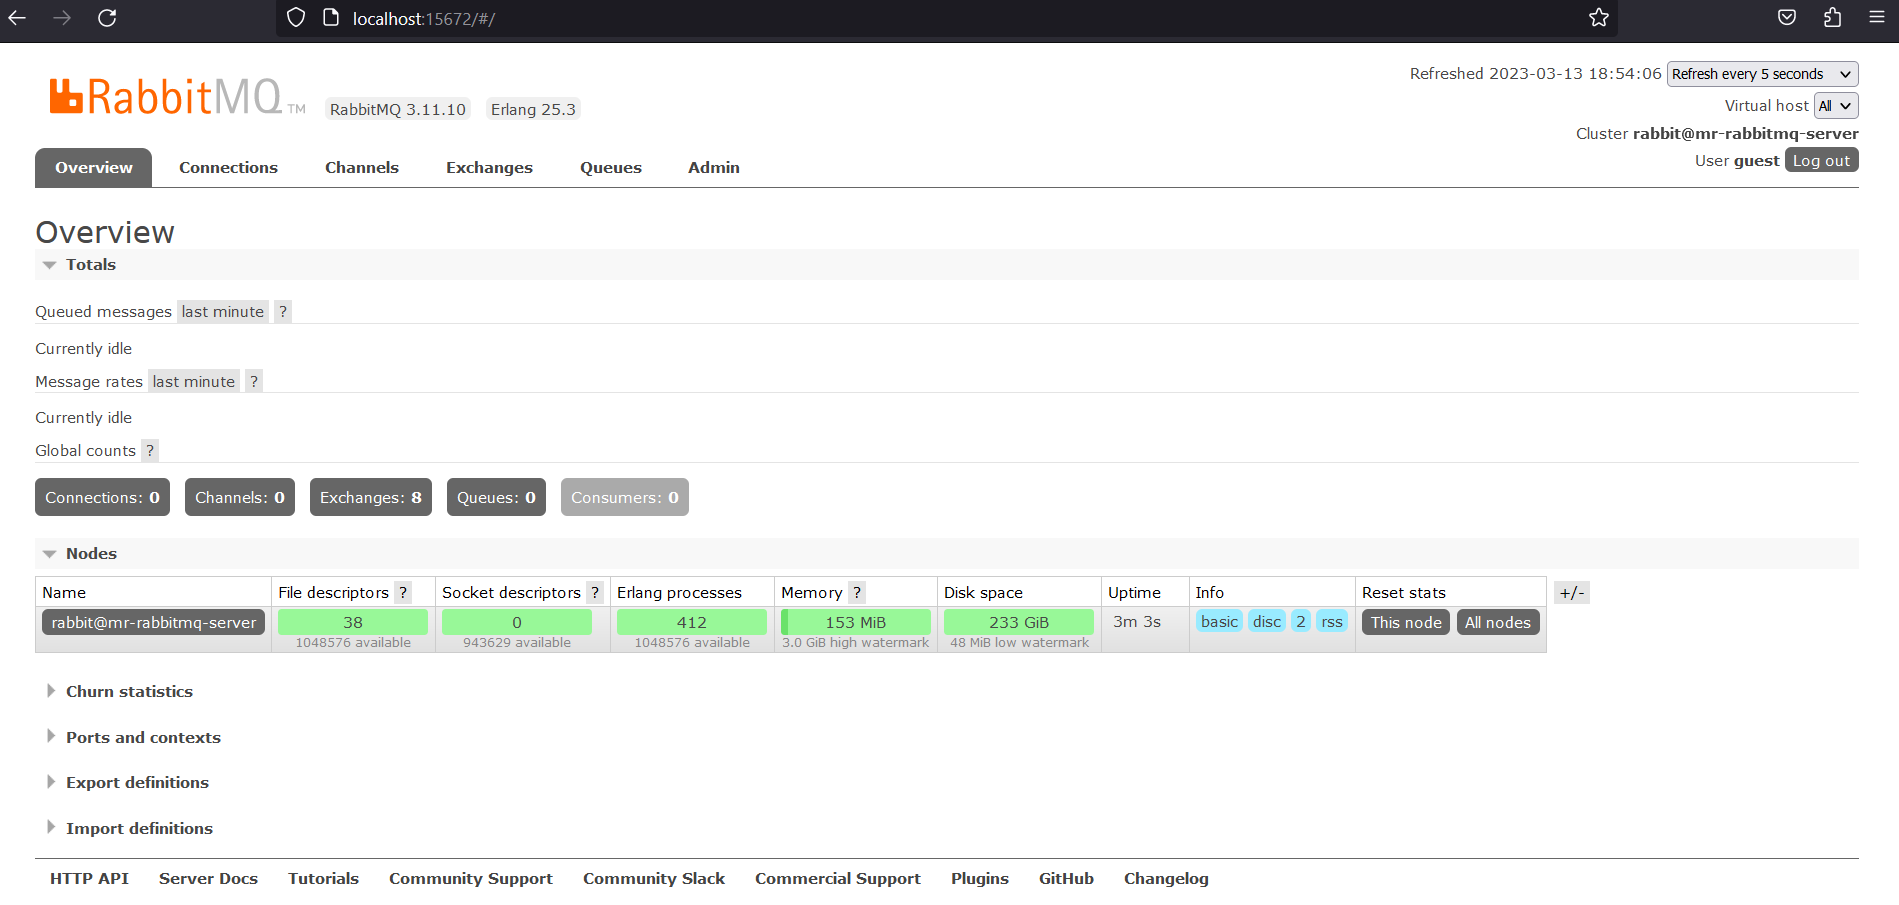 localhost:15672/#/
RabbitMQ TM RabbitMQ 3.11.10 Erlang 25.3
Refreshed 2023-03-13 18:54:06 Refresh every 5 seconds
Virtual host All
Cluster rabbit@mr-rabbitmq-server
User guest Log out
Overview Connections Channels Exchanges Queues Admin
Overview
Totals
Queued messages last minute ?
Currently idle
Message rates last minute ?
Currently idle
Global counts ?
Connections: 0 Channels: 0 Exchanges: 8 Queues: 0 Consumers: 0
Nodes
Name File descriptors ? Socket descriptors ? Erlang processes Memory ? Disk space Uptime Info Reset stats +/-
rabbit@mr-rabbitmq-server 38 0 412 153 MiB 233 GiB 3m 3s basic disc 2 rss This node All nodes
1048576 available 943629 available 1048576 available 3.0 GiB high watermark 48 MiB low watermark
Churn statistics
Ports and contexts
Export definitions
Import definitions
HTTP API Server Docs Tutorials Community Support Community Slack Commercial Support Plugins GitHub Changelog